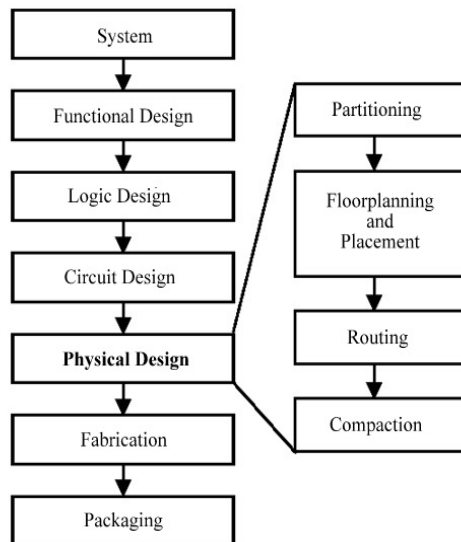 System
Functional Design
Logic Design
Circuit Design
Physical Design
Fabrication
Packaging
Partitioning
Floorplanning
and
Placement
Routing
Compaction